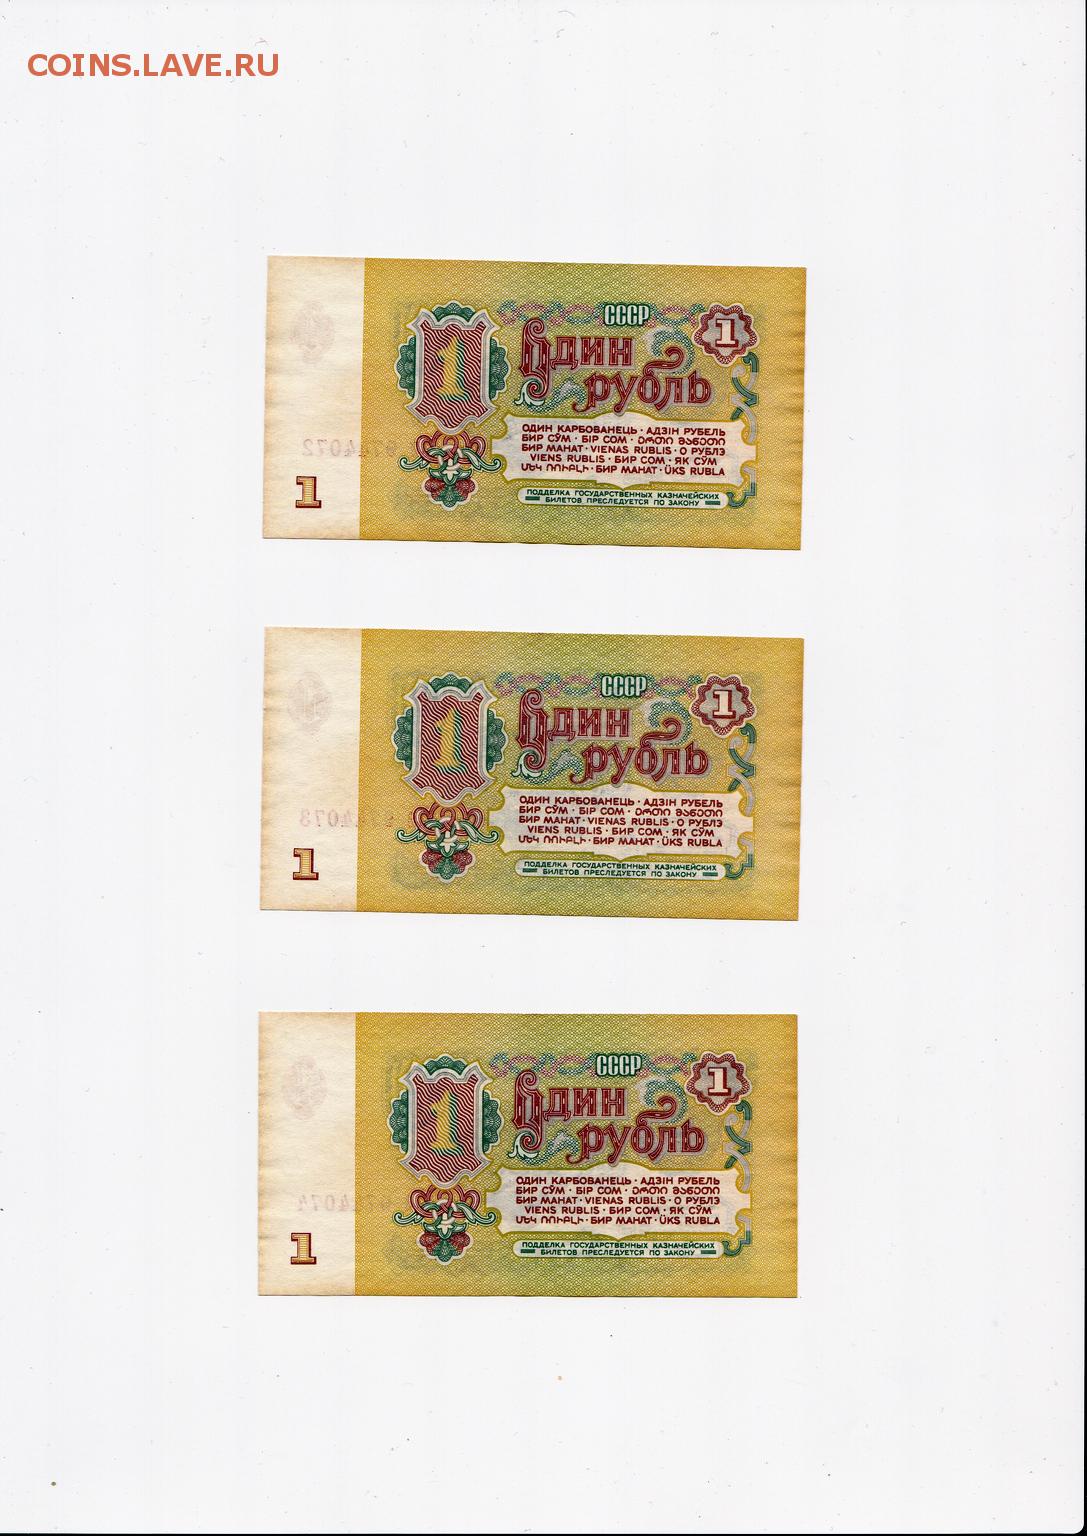 COINS.LAVE.RU
СССР
1
1
Один
рубль
ОДИН КАРБОВАНЕЦЬ · АДЗІН РУБЕЛЬ
БИР СЎМ · БІР СОМ · ᲔᲠᲗᲘ ᲛᲐᲜᲔᲗᲘ
БИР МАНАТ · VIENAS RUBLIS · О РУБЛЭ
VIENS RUBLIS · БИР СОМ · ЯК СӮМ
ՄԵԿ ՌՈՒԲԼԻ · БИР МАНАТ · ÜKS RUBLA
1
ПОДДЕЛКА ГОСУДАРСТВЕННЫХ КАЗНАЧЕЙСКИХ
БИЛЕТОВ ПРЕСЛЕДУЕТСЯ ПО ЗАКОНУ
СССР
1
1
Один
рубль
ОДИН КАРБОВАНЕЦЬ · АДЗІН РУБЕЛЬ
БИР СЎМ · БІР СОМ · ᲔᲠᲗᲘ ᲛᲐᲜᲔᲗᲘ
БИР МАНАТ · VIENAS RUBLIS · О РУБЛЭ
VIENS RUBLIS · БИР СОМ · ЯК СӮМ
ՄԵԿ ՌՈՒԲԼԻ · БИР МАНАТ · ÜKS RUBLA
1
ПОДДЕЛКА ГОСУДАРСТВЕННЫХ КАЗНАЧЕЙСКИХ
БИЛЕТОВ ПРЕСЛЕДУЕТСЯ ПО ЗАКОНУ
СССР
1
1
Один
рубль
ОДИН КАРБОВАНЕЦЬ · АДЗІН РУБЕЛЬ
БИР СЎМ · БІР СОМ · ᲔᲠᲗᲘ ᲛᲐᲜᲔᲗᲘ
БИР МАНАТ · VIENAS RUBLIS · О РУБЛЭ
VIENS RUBLIS · БИР СОМ · ЯК СӮМ
ՄԵԿ ՌՈՒԲԼԻ · БИР МАНАТ · ÜKS RUBLA
1
ПОДДЕЛКА ГОСУДАРСТВЕННЫХ КАЗНАЧЕЙСКИХ
БИЛЕТОВ ПРЕСЛЕДУЕТСЯ ПО ЗАКОНУ